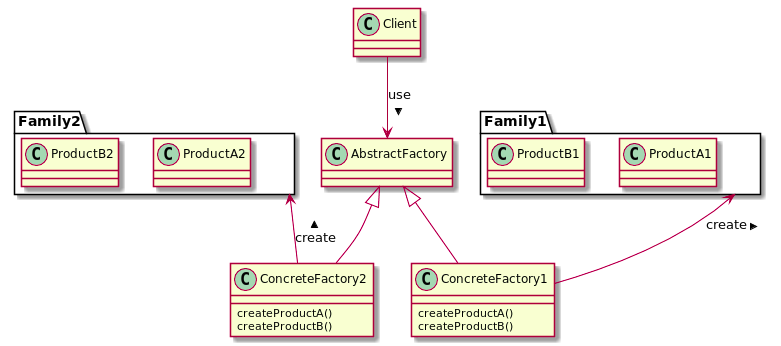 C Client
use
▼
Family2
C ProductB2
C ProductA2
C AbstractFactory
Family1
C ProductB1
C ProductA1
▲
create
create ►
C ConcreteFactory2
createProductA()
createProductB()
C ConcreteFactory1
createProductA()
createProductB()